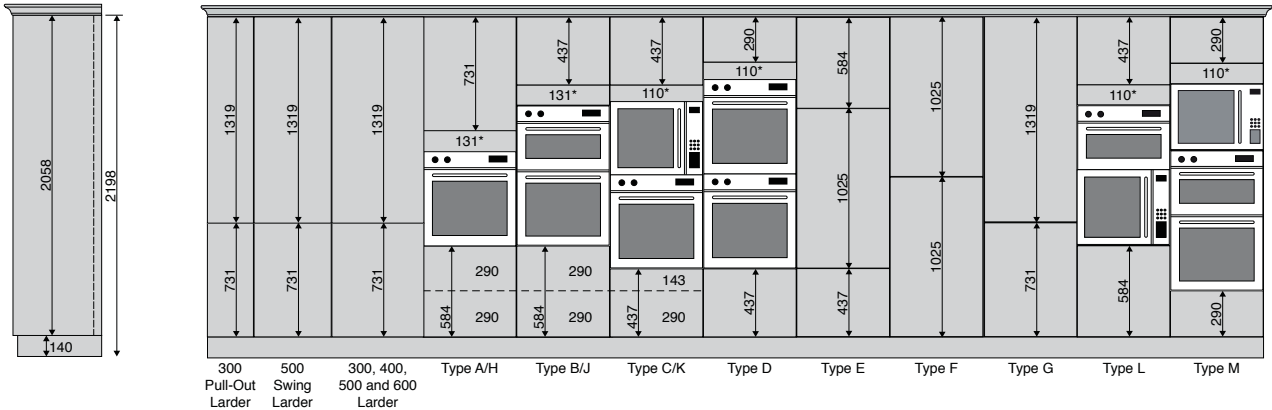 2058
2198
140
1319
731
300
Pull-Out
Larder
1319
731
500
Swing
Larder
1319
731
300, 400,
500 and 600
Larder
731
131*
290
584
290
Type A/H
437
131*
290
584
290
Type B/J
437
110*
143
437
290
Type C/K
290
110*
437
Type D
584
1025
437
Type E
1025
1025
Type F
1319
731
Type G
437
110*
584
Type L
290
110*
290
Type M